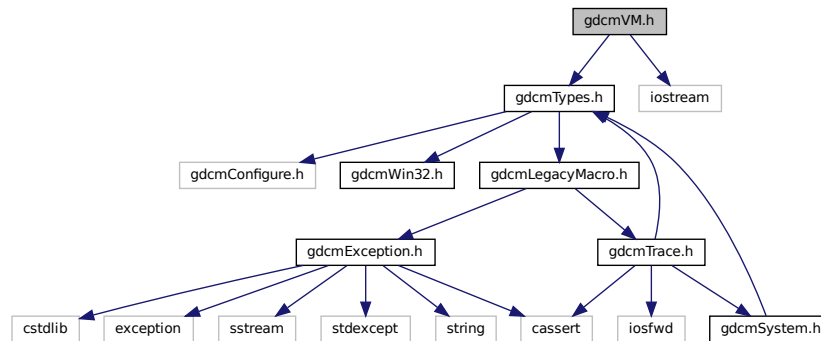 gdcmVM.h
gdcmTypes.h
iostream
gdcmConfigure.h
gdcmWin32.h
gdcmLegacyMacro.h
gdcmException.h
gdcmTrace.h
cstdlib
exception
sstream
stdexcept
string
cassert
iosfwd
gdcmSystem.h